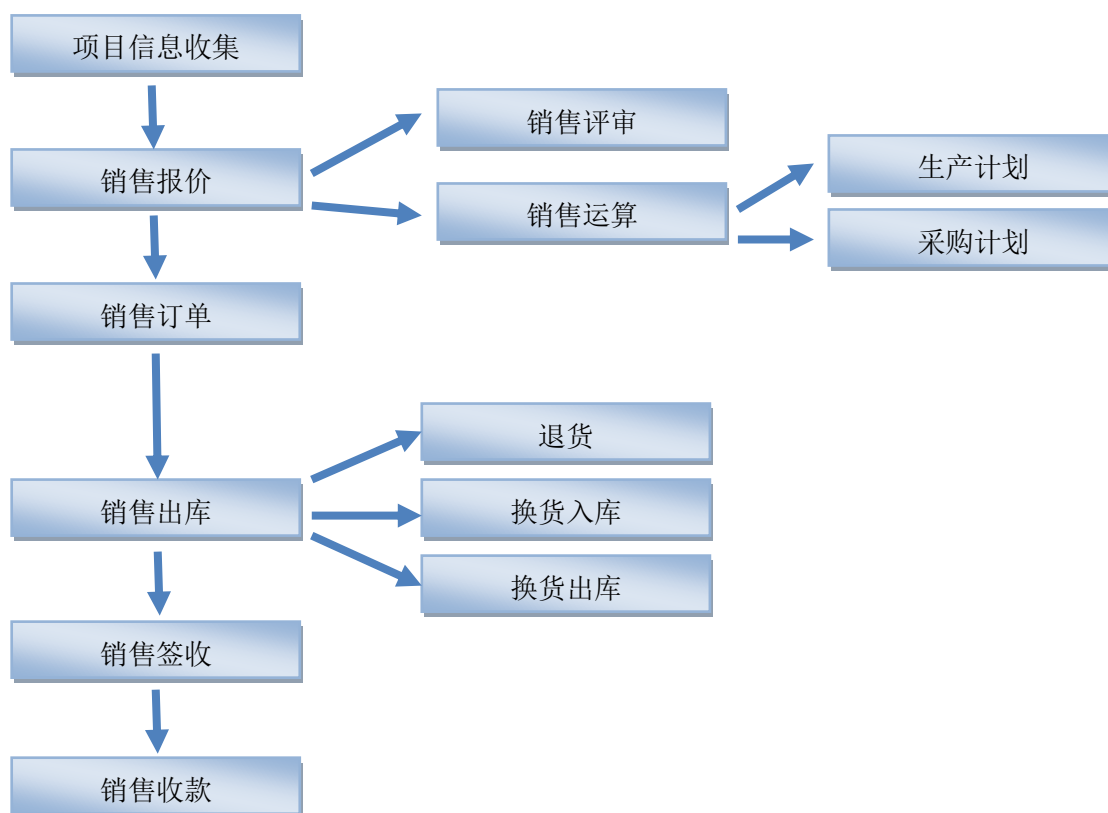 项目信息收集
销售评审
生产计划
销售报价
销售运算
采购计划
销售订单
退货
销售出库
换货入库
换货出库
销售签收
销售收款